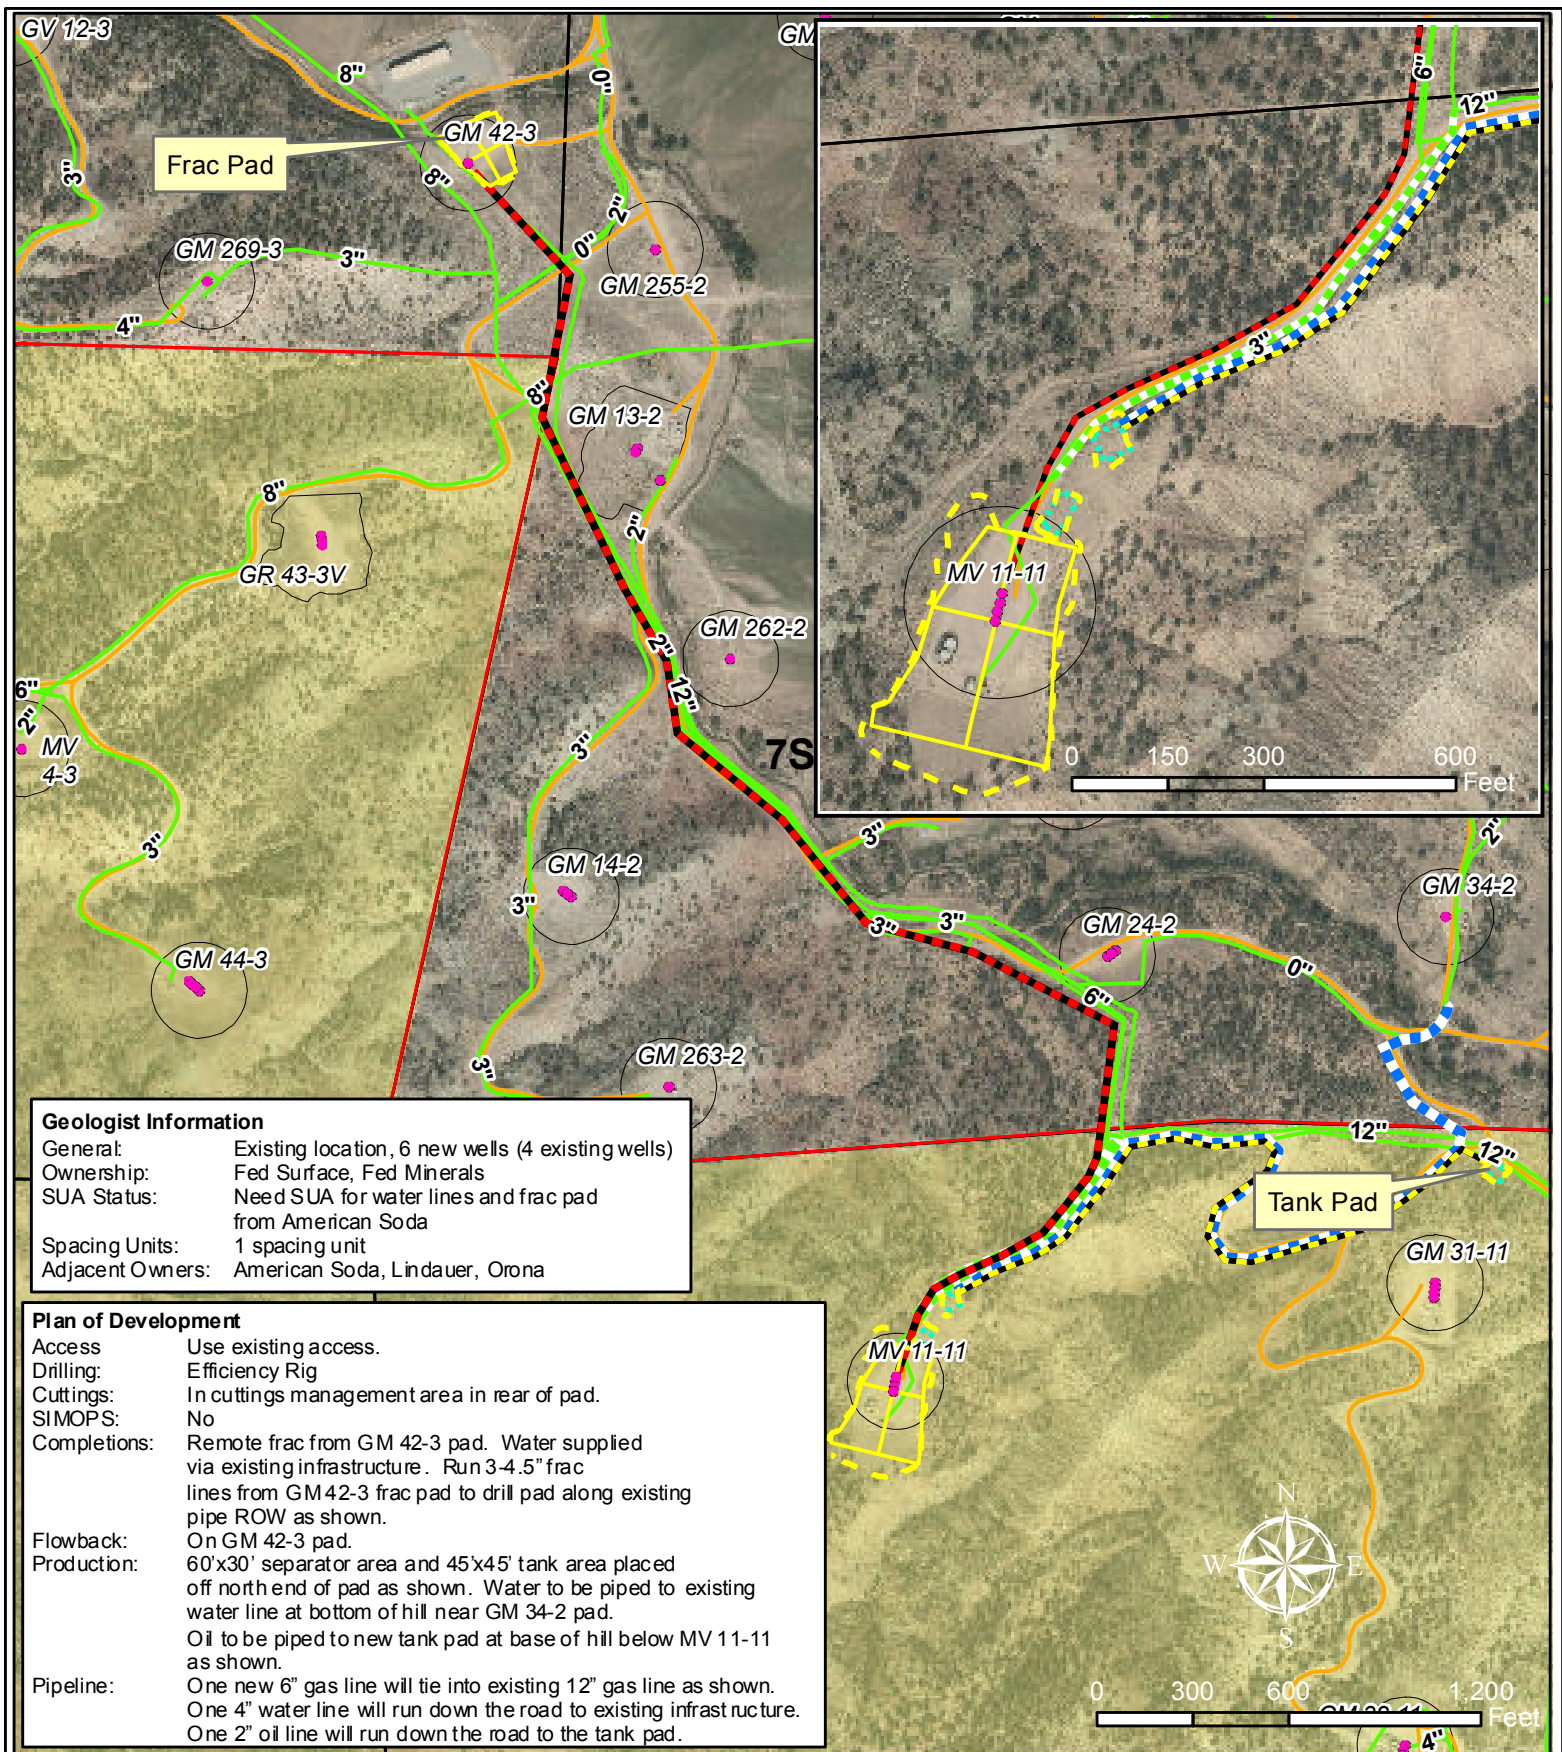 GV 12-3
8"
0"
GM
GM 42-3
Frac Pad
8"
3"
2"
GM 269-3
3"
0"
GM 255-2
4"
8"
GM 13-2
8"
2"
GR 43-3V
GM 262-2
2"
12"
6"
2"
MV
4-3
3"
7S
3"
3"
GM 14-2
3"
GM 44-3
3"
GM 263-2
6"
12"
3"
MV 11-11
0 150 300 600
Feet
3"
2"
GM 34-2
3"
3"
GM 24-2
0"
6"
12"
12"
Tank Pad
GM 31-11
MV 11-11
Geologist Information
General: Existing location, 6 new wells (4 existing wells)
Ownership: Fed Surface, Fed Minerals
SUA Status: Need SUA for water lines and frac pad
from American Soda
Spacing Units: 1 spacing unit
Adjacent Owners: American Soda, Lindauer, Orona
Plan of Development
Access Use existing access.
Drilling: Efficiency Rig
Cuttings: In cuttings management area in rear of pad.
SIMOPS: No
Completions: Remote frac from GM 42-3 pad. Water supplied
via existing infrastructure. Run 3-4.5” frac
lines from GM 42-3 frac pad to drill pad along existing
pipe ROW as shown.
Flowback: On GM 42-3 pad.
Production: 60’x30’ separator area and 45’x45’ tank area placed
off north end of pad as shown. Water to be piped to existing
water line at bottom of hill near GM 34-2 pad.
Oil to be piped to new tank pad at base of hill below MV 11-11
as shown.
Pipeline: One new 6” gas line will tie into existing 12” gas line as shown.
One 4” water line will run down the road to existing infrastructure.
One 2” oil line will run down the road to the tank pad.
N
W E
S
0 300 600 1,200
Feet
4"